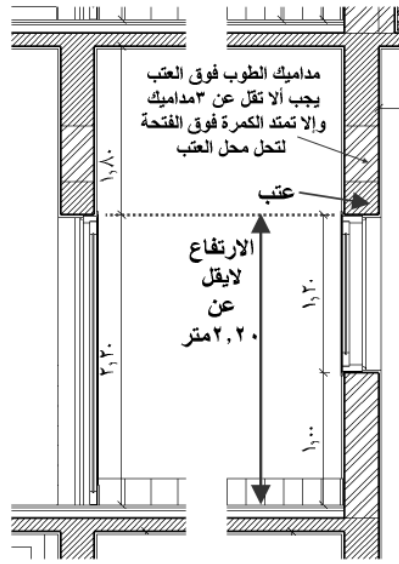 مداميك الطوب فوق العتب
يجب ألا تقل عن ٣مداميك
وإلا تمتد الكمرة فوق الفتحة
لتحل محل العتب
عتب
١,٨٠
الارتفاع
لايقل
عن
٢,٢٠متر
٢,٢٠
١,٢٠
١,٠٠